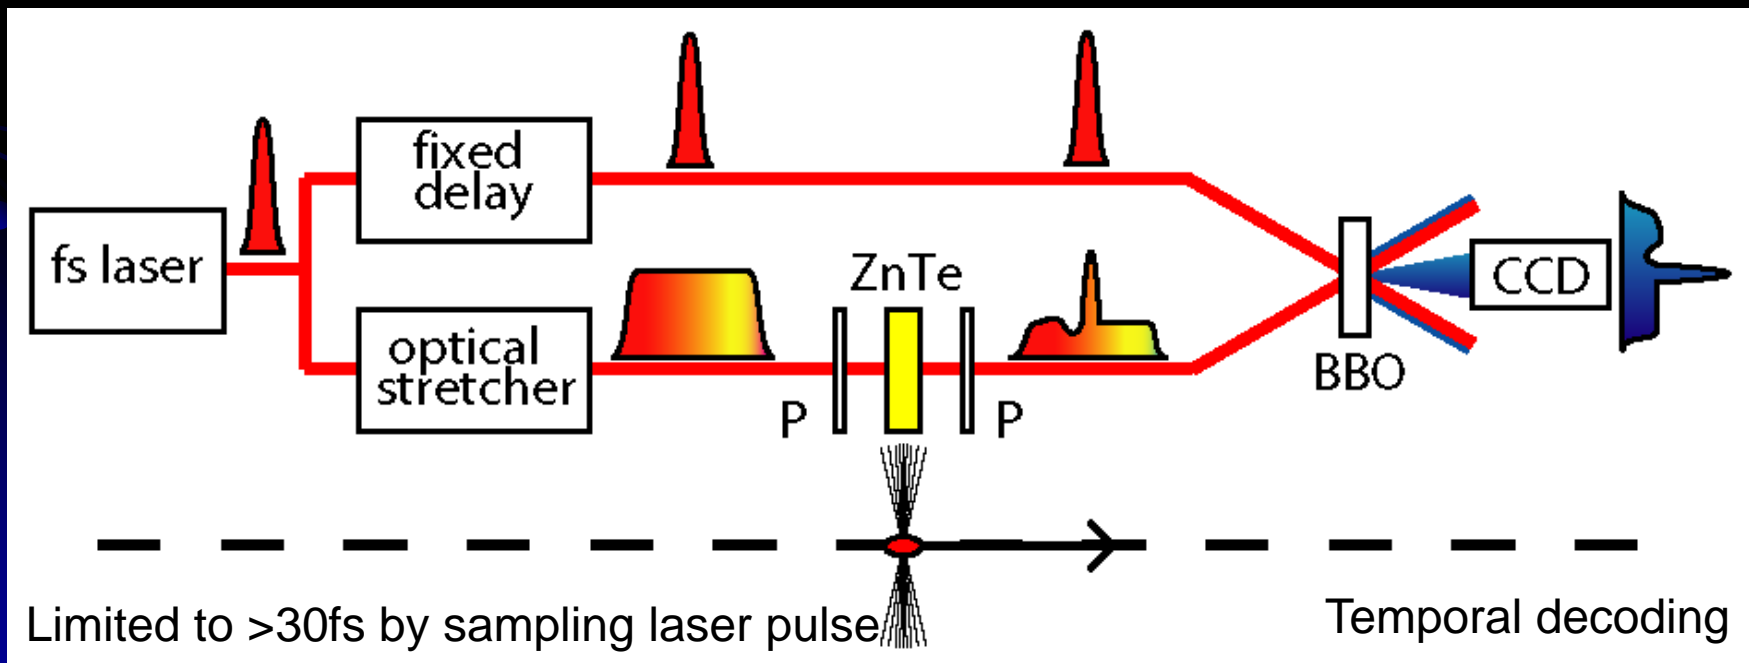 fs laser
fixed
delay
optical
stretcher
ZnTe
P
P
BBO
CCD
Limited to >30fs by sampling laser pulse
Temporal decoding